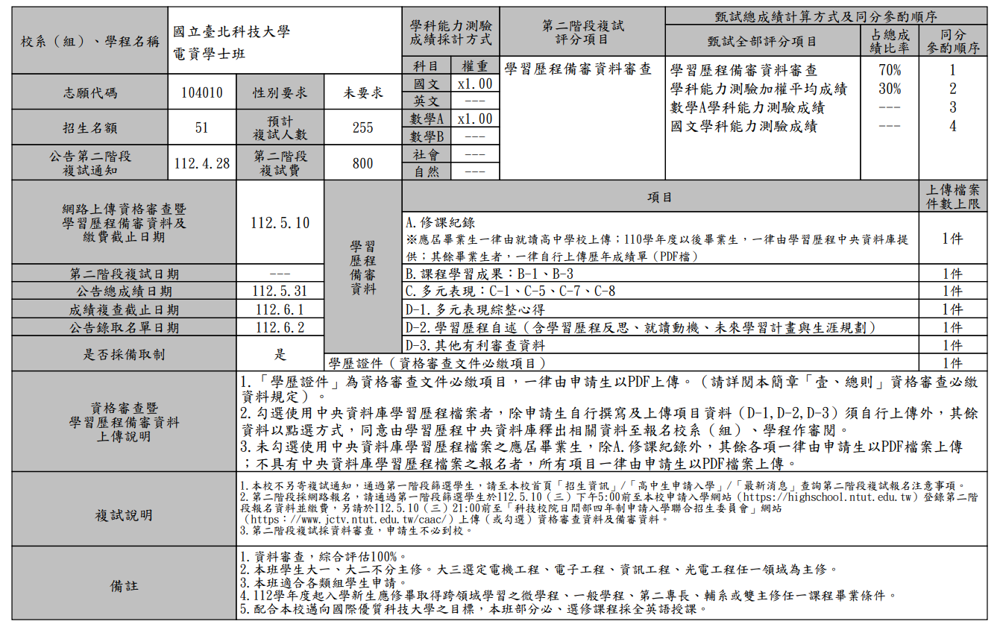 校系（組）、學程名稱
國立臺北科技大學
電資學士班
學科能力測驗
成績採計方式
第二階段複試
評分項目
甄試總成績計算方式及同分參酌順序
甄試全部評分項目
占總成
績比率
同分
參酌順序
科目 權重
國文 x1.00
英文 ---
數學A x1.00
數學B ---
社會 ---
自然 ---
學習歷程備審資料審查
學習歷程備審資料審查 70% 1
學科能力測驗加權平均成績 30% 2
數學A學科能力測驗成績 --- 3
國文學科能力測驗成績 --- 4
志願代碼 104010 性別要求 未要求
招生名額 51 預計
複試人數 255
公告第二階段
複試通知 112.4.28 第二階段
複試費 800
網路上傳資格審查暨
學習歷程備審資料及
繳費截止日期
112.5.10
第二階段複試日期 ---
公告總成績日期 112.5.31
成績複查截止日期 112.6.1
公告錄取名單日期 112.6.2
是否採備取制 是
學習
歷程
備審
資料
項目 上傳檔案
件數上限
A.修課紀錄
※應屆畢業生一律由就讀高中學校上傳；110學年度以後畢業生，一律由學習歷程中央資料庫提
供；其餘畢業生者，一律自行上傳歷年成績單（PDF檔）
1件
B.課程學習成果：B-1、B-3 1件
C.多元表現：C-1、C-5、C-7、C-8 1件
D-1.多元表現綜整心得 1件
D-2.學習歷程自述（含學習歷程反思、就讀動機、未來學習計畫與生涯規劃） 1件
D-3.其他有利審查資料 1件
學歷證件（資格審查文件必繳項目） 1件
資格審查暨
學習歷程備審資料
上傳說明
1.「學歷證件」為資格審查文件必繳項目，一律由申請生以PDF上傳。（請詳閱本簡章「壹、總則」資格審查必繳
資料規定）。
2.勾選使用中央資料庫學習歷程檔案者，除申請生自行撰寫及上傳項目資料（D-1,D-2,D-3）須自行上傳外，其餘
資料以點選方式，同意由學習歷程中央資料庫釋出相關資料至報名校系（組）、學程作審閱。
3.未勾選使用中央資料庫學習歷程檔案之應屆畢業生，除A.修課紀錄外，其餘各項一律由申請生以PDF檔案上傳
；不具有中央資料庫學習歷程檔案之報名者，所有項目一律由申請生以PDF檔案上傳。
複試說明
1.本校不另寄複試通知，通過第一階段篩選學生，請至本校首頁「招生資訊」/「高中生申請入學」/「最新消息」查詢第二階段複試報名注意事項。
2.第二階段採網路報名，請通過第一階段篩選學生於112.5.10（三）下午5:00前至本校申請入學網站（https://highschool.ntut.edu.tw）登錄第二階
段報名資料並繳費，另請於112.5.10（三）21:00前至「科技校院日間部四年制申請入學聯合招生委員會」網站
（https：//www.jctv.ntut.edu.tw/caac/）上傳（或勾選）資格審查資料及備審資料。
3.第二階段複試採資料審查，申請生不必到校。
備註
1.資料審查，綜合評估100%。
2.本班學生大一、大二不分主修。大三選定電機工程、電子工程、資訊工程、光電工程任一領域為主修。
3.本班適合各類組學生申請。
4.112學年度起入學新生應修畢取得跨領域學習之微學程、一般學程、第二專長、輔系或雙主修任一課程畢業條件。
5.配合本校邁向國際優質科技大學之目標，本班部分必、選修課程採全英語授課。